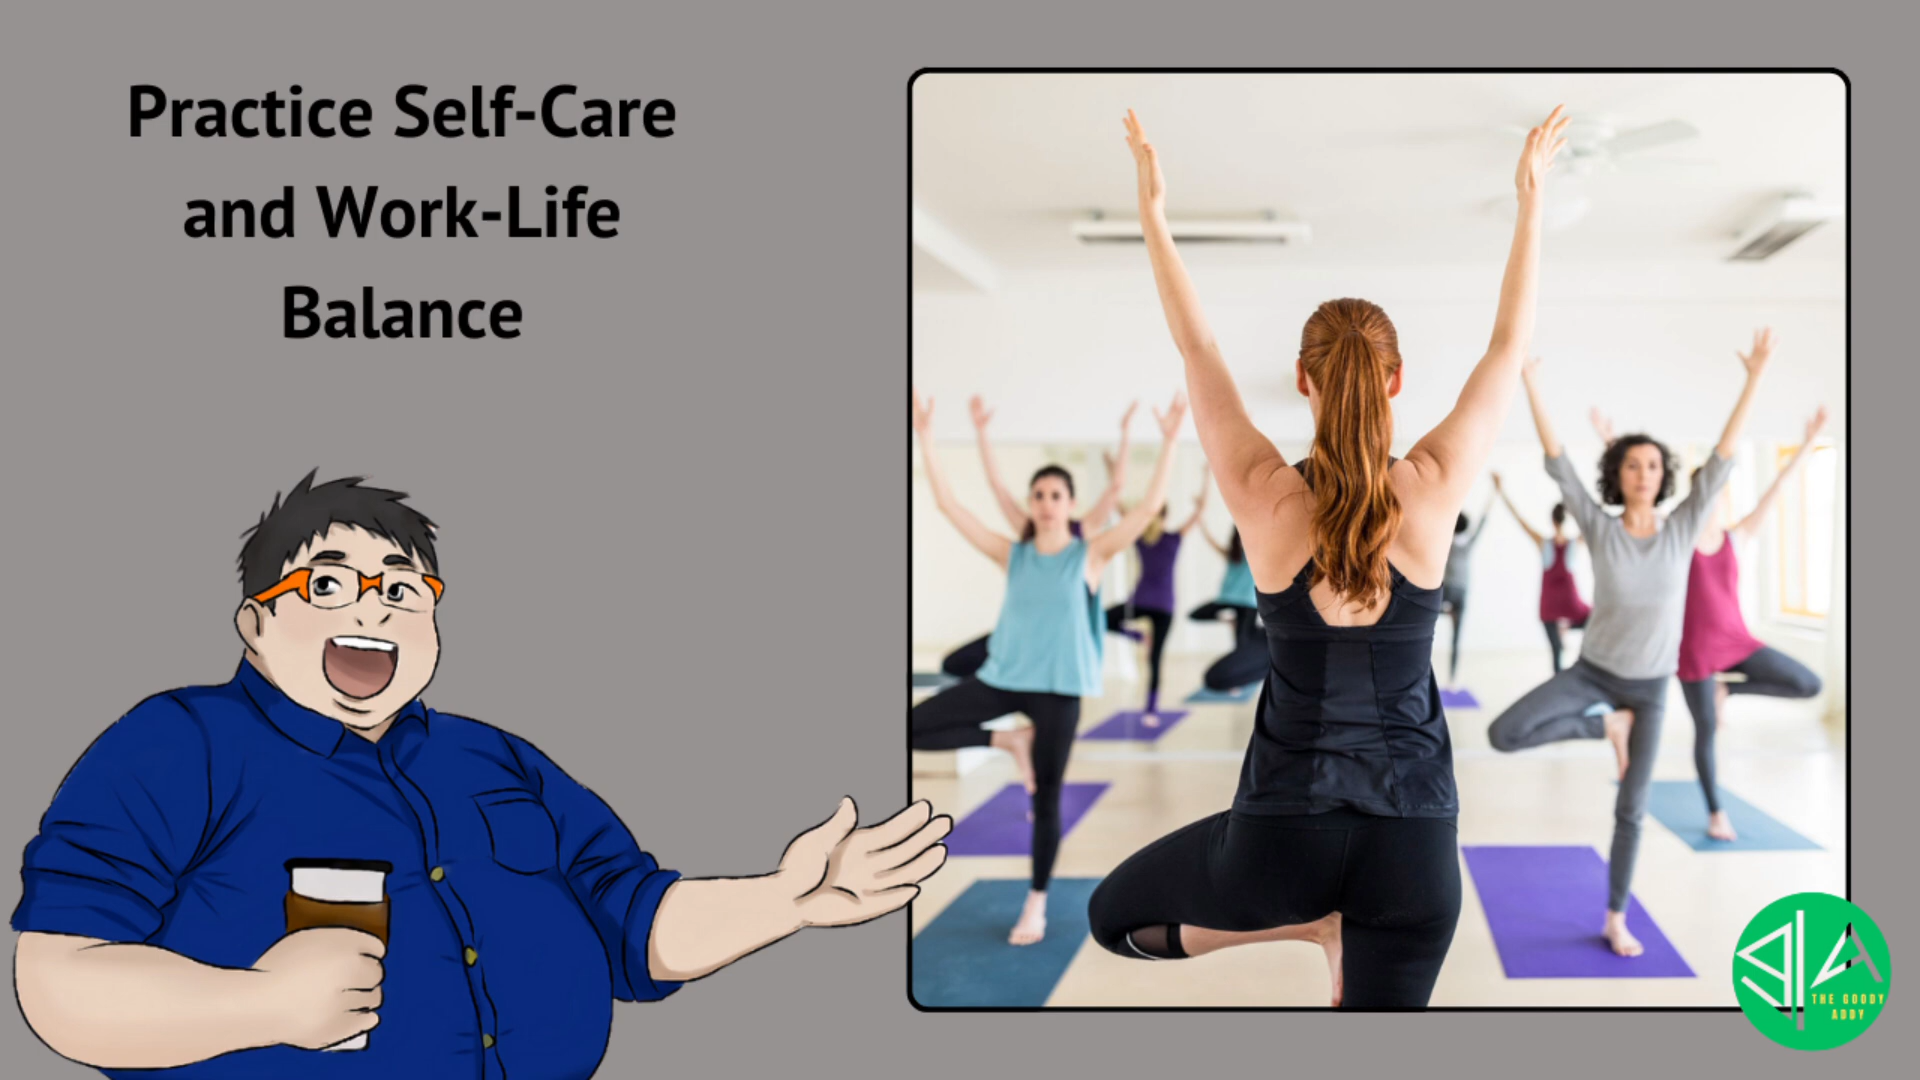 Practice Self-Care
and Work-Life
Balance
THE GOODY
ADDY